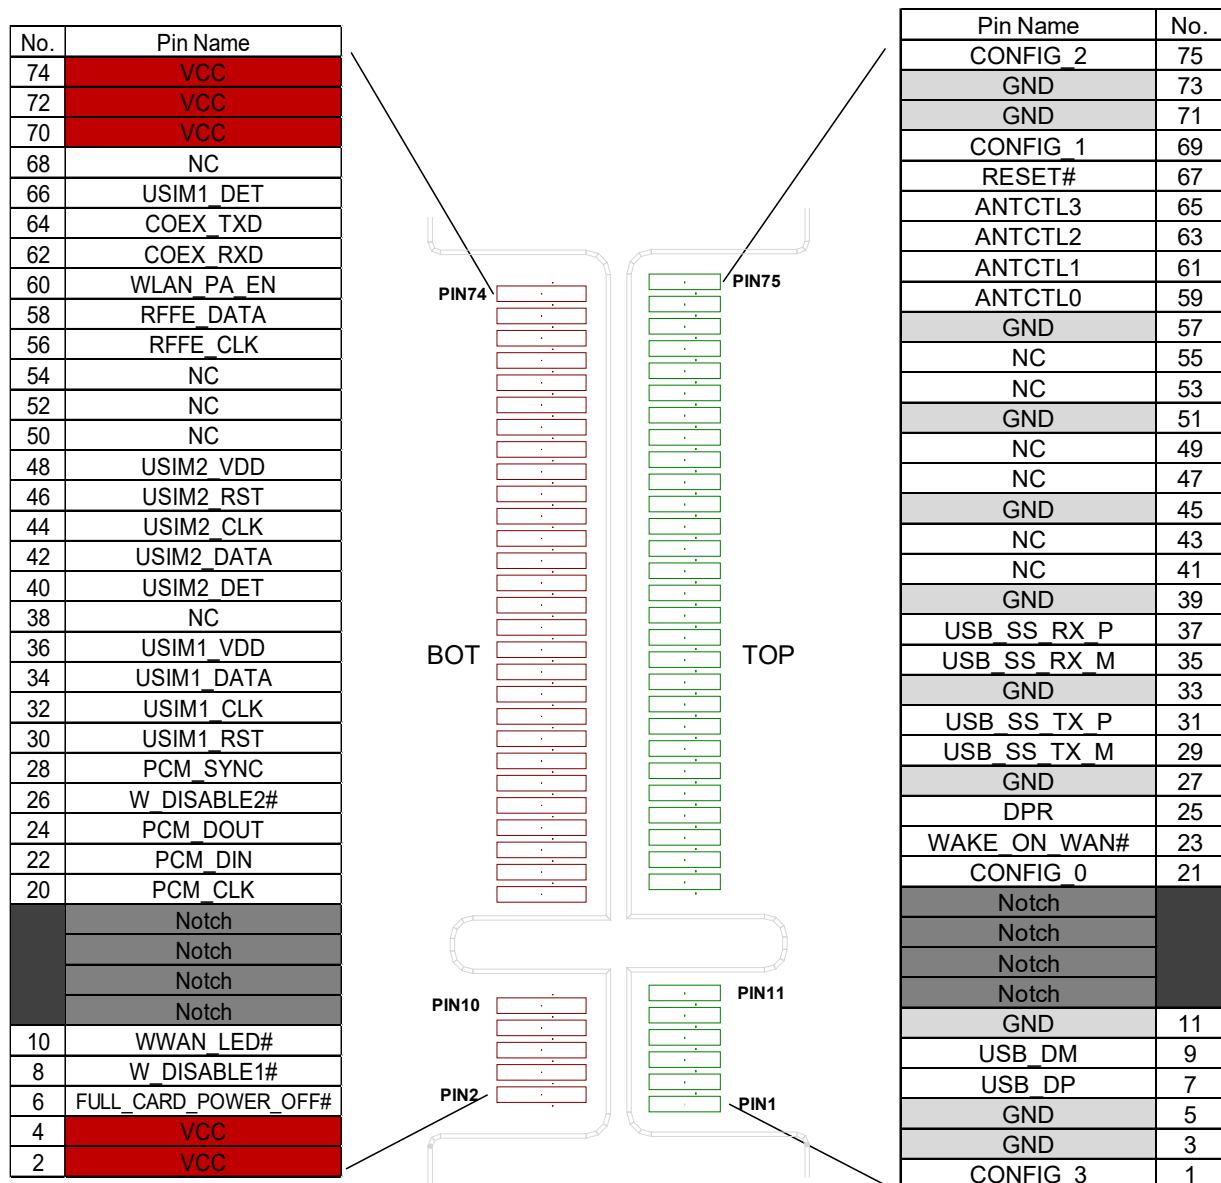 No. Pin Name
74 VCC
72 VCC
70 VCC
68 NC
66 USIM1_DET
64 COEX_TXD
62 COEX_RXD
60 WLAN_PA_EN
58 RFFE_DATA
56 RFFE_CLK
54 NC
52 NC
50 NC
48 USIM2_VDD
46 USIM2_RST
44 USIM2_CLK
42 USIM2_DATA
40 USIM2_DET
38 NC
36 USIM1_VDD
34 USIM1_DATA
32 USIM1_CLK
30 USIM1_RST
28 PCM_SYNC
26 W_DISABLE2#
24 PCM_DOUT
22 PCM_DIN
20 PCM_CLK
Notch
Notch
Notch
Notch
10 WWAN_LED#
8 W_DISABLE1#
6 FULL_CARD_POWER_OFF#
4 VCC
2 VCC
PIN74
PIN75
BOT
TOP
PIN10
PIN11
PIN2
PIN1
Pin Name No.
CONFIG_2 75
GND 73
GND 71
CONFIG_1 69
RESET# 67
ANTCTL3 65
ANTCTL2 63
ANTCTL1 61
ANTCTL0 59
GND 57
NC 55
NC 53
GND 51
NC 49
NC 47
GND 45
NC 43
NC 41
GND 39
USB_SS_RX_P 37
USB_SS_RX_M 35
GND 33
USB_SS_TX_P 31
USB_SS_TX_M 29
GND 27
DPR 25
WAKE_ON_WAN# 23
CONFIG_0 21
Notch
Notch
Notch
Notch
GND 11
USB_DM 9
USB_DP 7
GND 5
GND 3
CONFIG_3 1